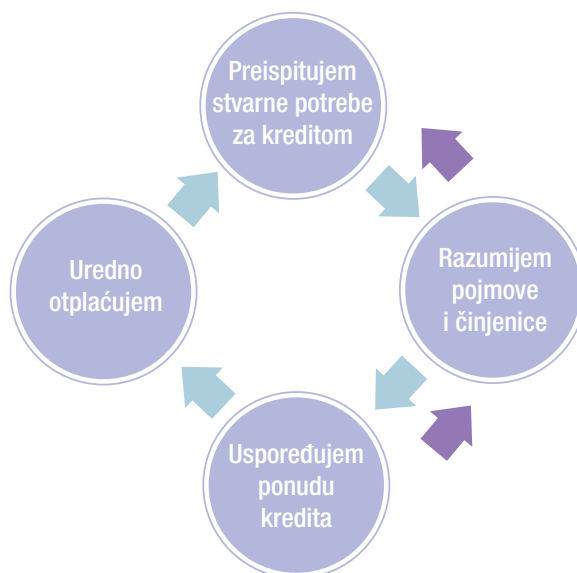 Preispitujem
stvarne potrebe
za kreditom
Razumijem
pojmove
i činjenice
Uspoređujem
ponudu
kredita
Uredno
otplaćujem